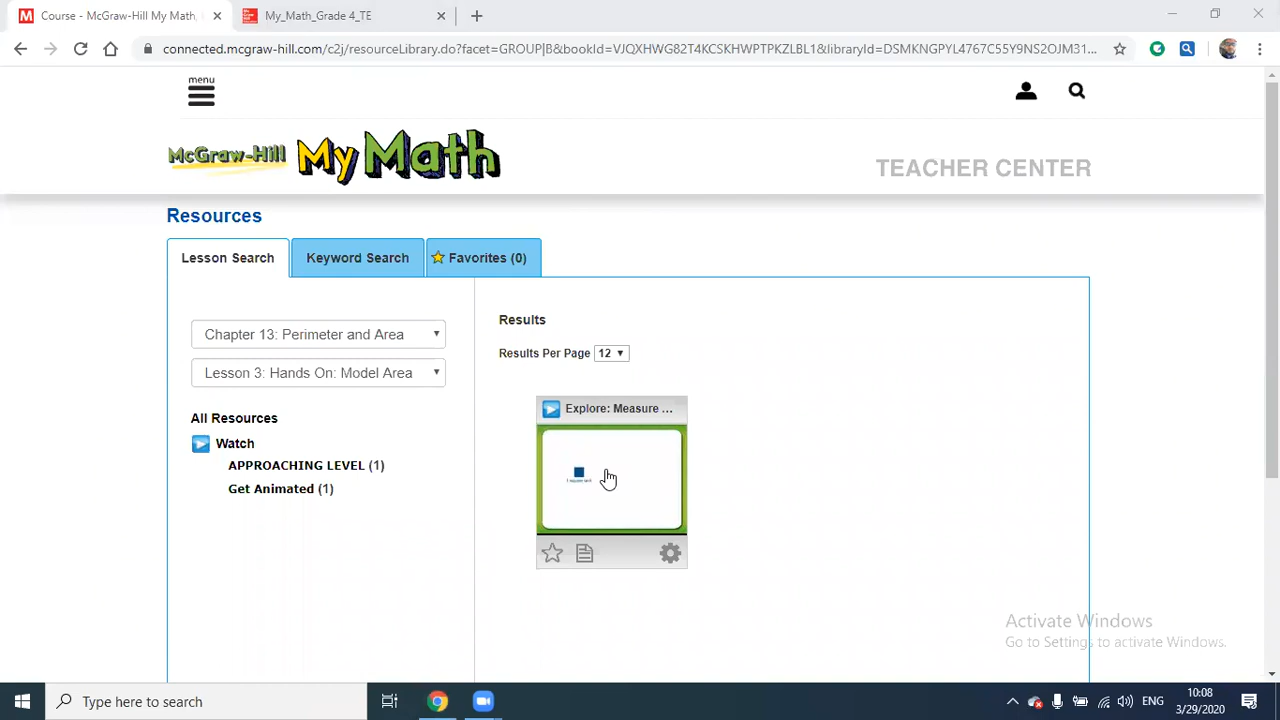 Course - McGraw-Hill My Math,
My_Math_Grade 4_TE
connected.mcgraw-hill.com/c2j/resourceLibrary.do?facet=GROUP|B&bookId=VJQXHWG82T4KCSKHWPTPKZLBL1&libraryId=DSMKNGPYL4767C55Y9NS2OJM31...
menu
McGraw-Hill My Math
TEACHER CENTER
Resources
Lesson Search
Keyword Search
Favorites (0)
Chapter 13: Perimeter and Area
Lesson 3: Hands On: Model Area
All Resources
Watch
APPROACHING LEVEL (1)
Get Animated (1)
Results
Results Per Page 12
Explore: Measure ...
1 square unit
Activate Windows
Go to Settings to activate Windows.
Type here to search
ENG
10:08
3/29/2020